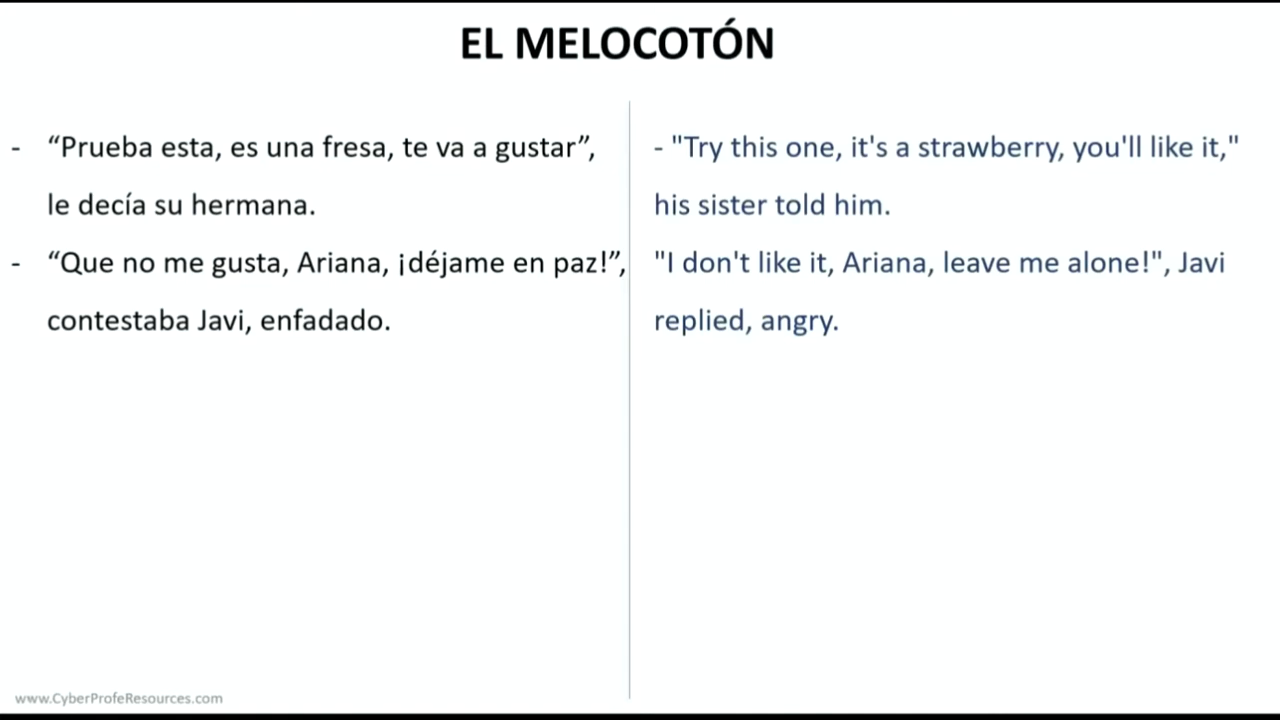 EL MELOCOTÓN
- “Prueba esta, es una fresa, te va a gustar”,
le decía su hermana.
- “Que no me gusta, Ariana, ¡déjame en paz!”,
contestaba Javi, enfadado.
- "Try this one, it's a strawberry, you'll like it,"
his sister told him.
"I don't like it, Ariana, leave me alone!", Javi
replied, angry.
www.CyberProfeResources.com